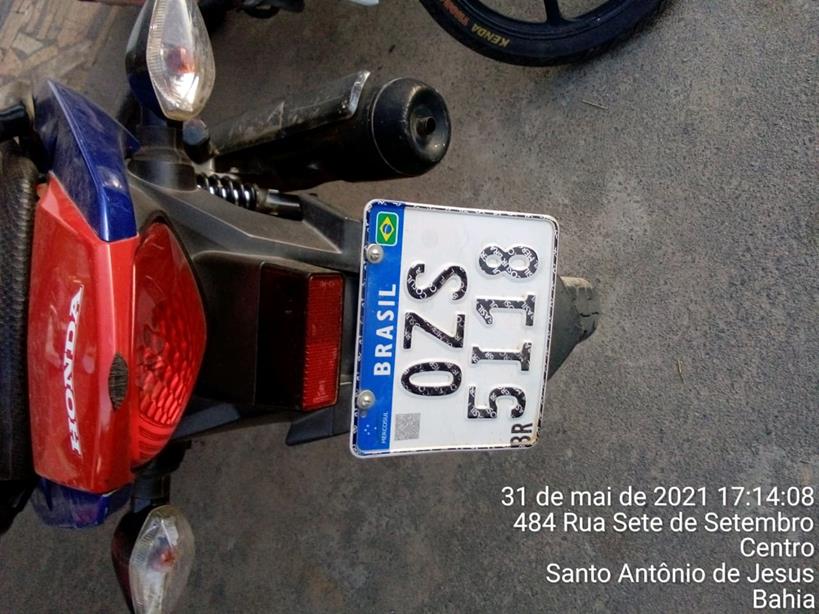 KENDA
HONDA
BRASIL
MERCOSUL
OZS
5118
BR
31 de mai de 2021 17:14:08
484 Rua Sete de Setembro
Centro
Santo Antônio de Jesus
Bahia